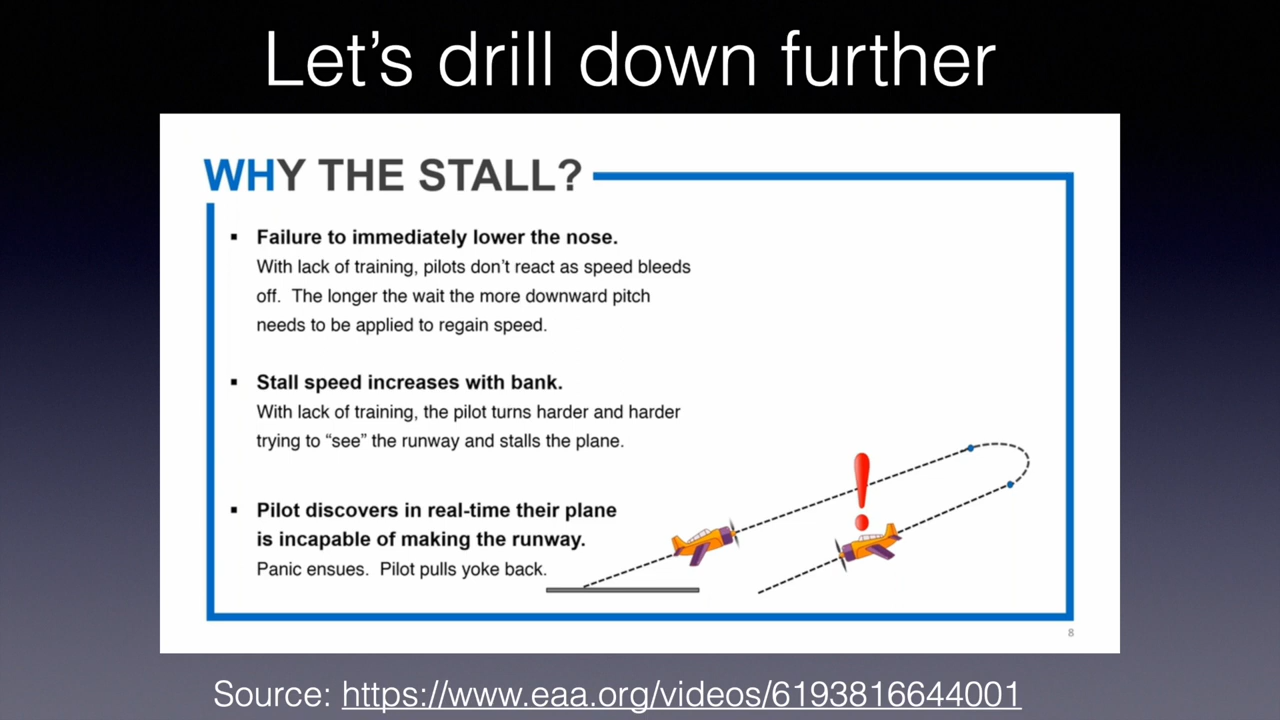 Let’s drill down further
WHY THE STALL?
▪ Failure to immediately lower the nose.
With lack of training, pilots don’t react as speed bleeds
off.  The longer the wait the more downward pitch
needs to be applied to regain speed.
▪ Stall speed increases with bank.
With lack of training, the pilot turns harder and harder
trying to “see” the runway and stalls the plane.
▪ Pilot discovers in real-time their plane
is incapable of making the runway.
Panic ensues.  Pilot pulls yoke back.
8
Source: https://www.eaa.org/videos/6193816644001